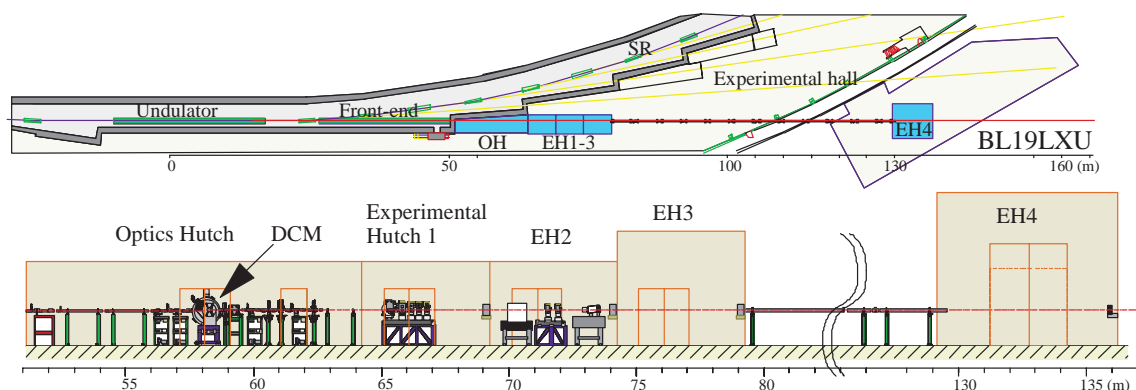 SR
Experimental hall
Undulator
Front-end
OH
EH1-3
EH4
BL19LXU
0
50
100
130
160 (m)
Optics Hutch
DCM
Experimental
Hutch 1
EH2
EH3
EH4
55
60
65
70
75
80
130
135 (m)